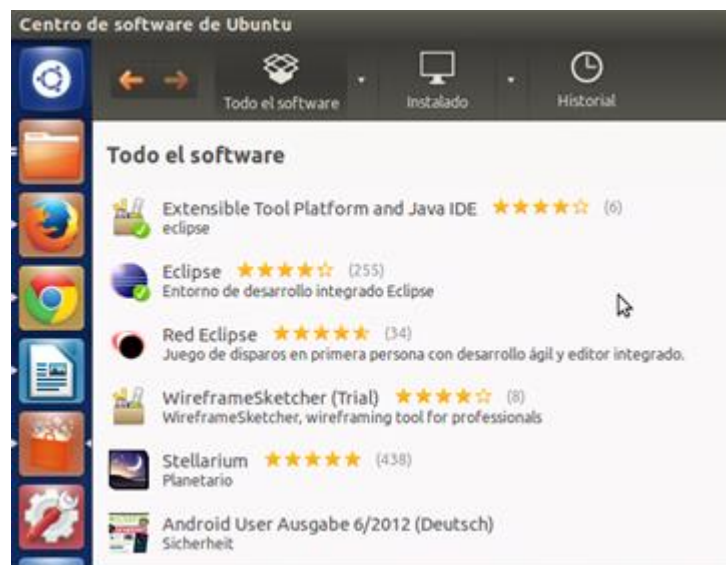 Centro de software de Ubuntu
Todo el software
Instalado
Historial
Todo el software
Extensible Tool Platform and Java IDE (6)
eclipse
Eclipse (255)
Entorno de desarrollo integrado Eclipse
Red Eclipse (34)
Juego de disparos en primera persona con desarrollo ágil y editor integrado.
WireframeSketcher (Trial) (8)
WireframeSketcher, wireframing tool for professionals
Stellarium (438)
Planetario
Android User Ausgabe 6/2012 (Deutsch)
Sicherheit